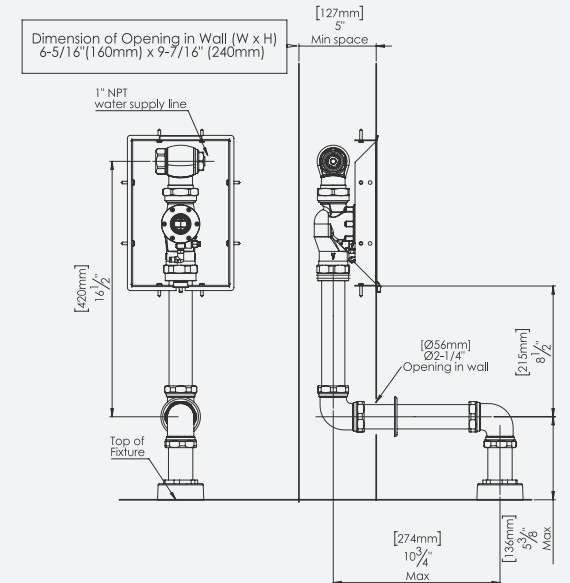 Dimension of Opening in Wall (W x H)
6-5/16"(160mm) x 9-7/16" (240mm)
[127mm]
5"
Min space
1" NPT
water supply line
[420mm]
16 1/2"
[Ø56mm]
Ø2-1/4"
Opening in wall
[215mm]
8 1/2"
Top of
Fixture
[274mm]
10 3/4"
Max
[136mm]
5 3/8"
Max